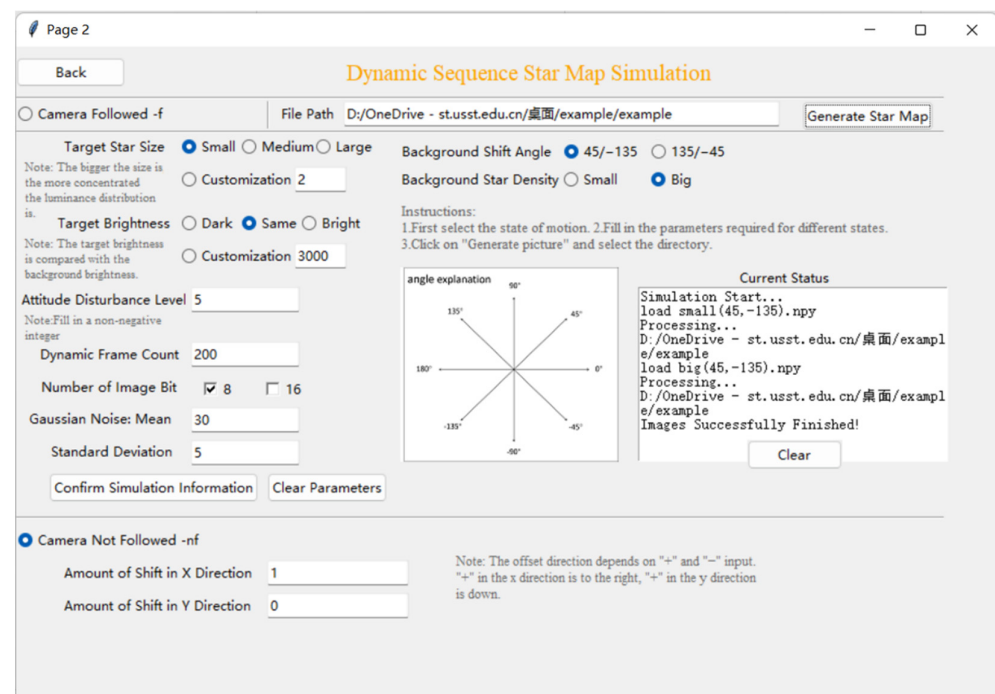 Page 2
Back
Dynamic Sequence Star Map Simulation
Camera Followed -f
File Path
D:/OneDrive - st.usst.edu.cn/桌面/example/example
Generate Star Map
Target Star Size
Small
Medium
Large
Note: The bigger the size is
the more concentrated
the luminance distribution
is.
Customization
2
Target Brightness
Dark
Same
Bright
Note: The target brightness
is compared with the
background brightness.
Customization
3000
Attitude Disturbance Level
5
Note:Fill in a non-negative
integer
Dynamic Frame Count
200
Number of Image Bit
8
16
Gaussian Noise: Mean
30
Standard Deviation
5
Confirm Simulation Information
Clear Parameters
Background Shift Angle
45/-135
135/-45
Background Star Density
Small
Big
Instructions:
1.First select the state of motion. 2.Fill in the parameters required for different states.
3.Click on "Generate picture" and select the directory.
angle explanation
90°
135°
45°
180°
0°
-135°
-45°
-90°
Current Status
Simulation Start...
load small(45,-135).npy
Processing...
D:/OneDrive - st.usst.edu.cn/桌面/exampl
e/example
load big(45,-135).npy
Processing...
D:/OneDrive - st.usst.edu.cn/桌面/exampl
e/example
Images Successfully Finished!
Clear
Camera Not Followed -nf
Amount of Shift in X Direction
1
Amount of Shift in Y Direction
0
Note: The offset direction depends on "+" and "-" input.
"+" in the x direction is to the right, "+" in the y direction
is down.